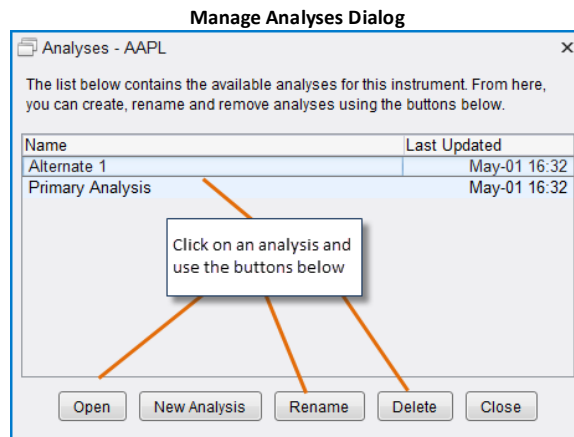 Manage Analyses Dialog
Analyses - AAPL
The list below contains the available analyses for this instrument. From here,
you can create, rename and remove analyses using the buttons below.
Name Last Updated
Alternate 1 May-01 16:32
Primary Analysis May-01 16:32
Click on an analysis and
use the buttons below
Open New Analysis Rename Delete Close